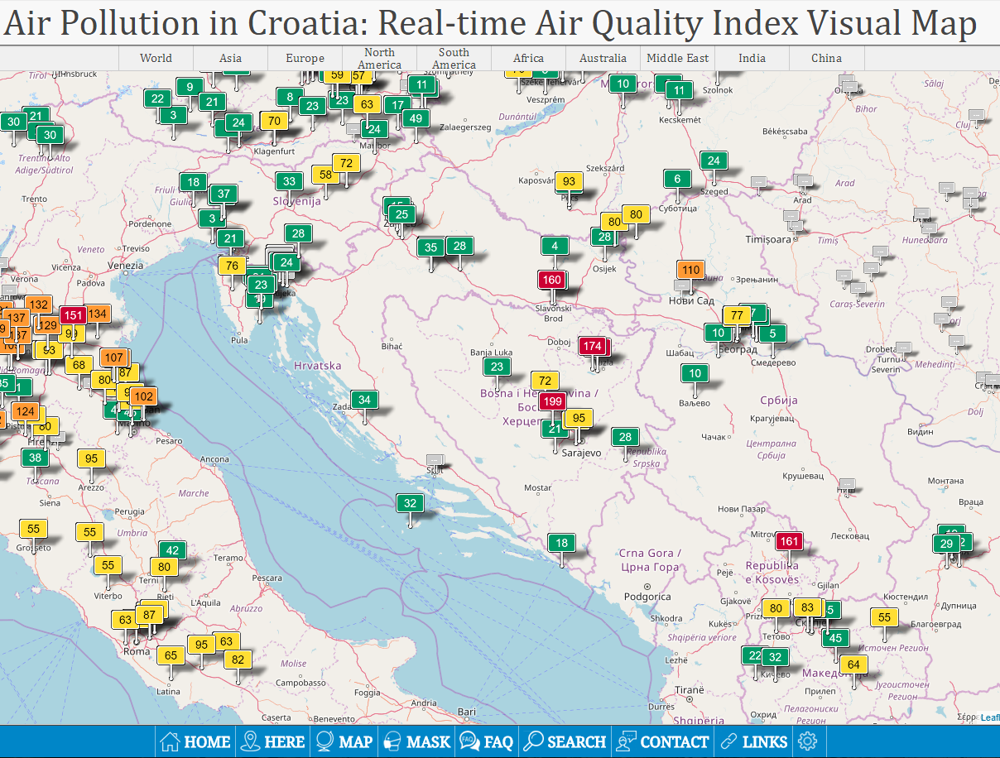 Air Pollution in Croatia: Real-time Air Quality Index Visual Map
World Asia Europe North America South America Africa Australia Middle East India China
Tirol Innsbruck 59 57 Székesfehérvár
9 11 10 11 Szolnok Sălaj
22 21 8 23 23 63 17 Veszprém Bihor
3 Dunántúl Kecskemét
30 21 24 70 49 Zalaegerszeg Cluj
30 24 Békéscsaba
Klagenfurt Maribor
Trentino-Alto Adige/Südtirol 72 24
18 33 58 Szekszárd 6 Arad
37 Slovenija Kaposvár 93 Szeged
Trento Pécs Суботица Arad
3 25 80
Pordenone 80
21 28 28 Timișoara Timiș Hunedoara
Veneto Treviso 35 28 4
Venezia 76 24 Osijek 110
Vicenza
Verona Padova 23 160 Зрењанин
Нови Сад Caraș-Severin
132 Slavonski Brod
137 151 134 77
129 Pula 10 5
Bihać Doboj 174 Шабац Београд Смедерево
93 107 Hrvatska Banja Luka Drobeta-Turnu Severin Mehedinți
68 87 23 10
80 72 Ваљево
102 34 Bosna i Hercegovina / 199 Србија Dolj
124 95 Крагујевац
80 21 28 Чачак Видин
Pesaro Sarajevo Централна Србија
38 95 Ancona Republika Srpska
Toscana Split Крушевац
Arezzo Mostar Ниш Монтана
Siena Marche 32 Враца
Perugia Нови Пазар
55 55 Umbria Лесковац
Grosseto 42 18 161 29
Teramo Crna Gora / Црна Гора Republika e Kosovës
55 80 Pejë
Terni Pescara Gjilan
Viterbo Rieti Podgorica Кюстендил
L'Aquila Gjakovë
63 87 Abruzzo Shkodra 80 83 5 55 Дупница
Kukës Благоевград
Roma 95 63 Shqipëria veriore Тетово 45
65 82 Lezhë 22 32 Источен Регион
Molise Кичево 64
Latina Campobasso Македонија
Foggia Tiranë Прилеп Југоисточен Регион
Andria Durrës Пелагониски Регион
Caserta Benevento Bari Shqipëria Охрид
HOME HERE MAP MASK FAQ FAQ SEARCH CONTACT LINKS